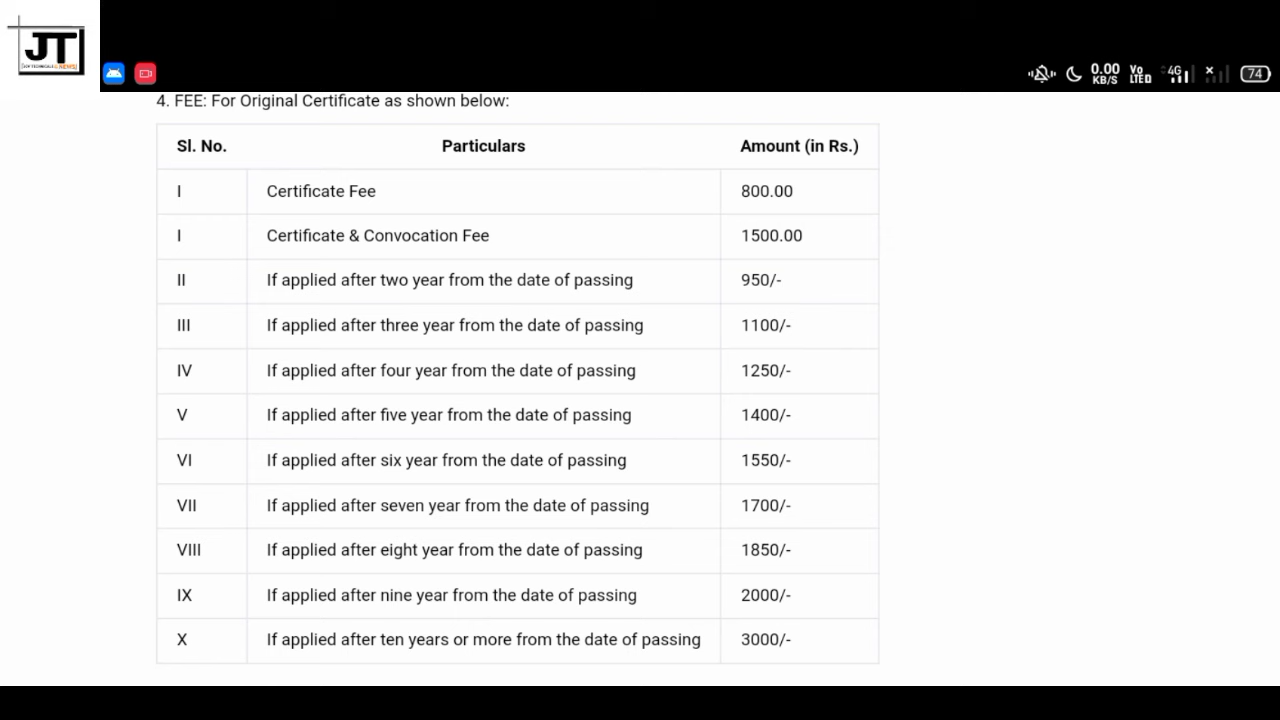 JT
0.00
KB/S
Vo
LTED
4G
74
4. FEE: For Original Certificate as shown below:
Sl. No. Particulars Amount (in Rs.)
I Certificate Fee 800.00
I Certificate & Convocation Fee 1500.00
II If applied after two year from the date of passing 950/-
III If applied after three year from the date of passing 1100/-
IV If applied after four year from the date of passing 1250/-
V If applied after five year from the date of passing 1400/-
VI If applied after six year from the date of passing 1550/-
VII If applied after seven year from the date of passing 1700/-
VIII If applied after eight year from the date of passing 1850/-
IX If applied after nine year from the date of passing 2000/-
X If applied after ten years or more from the date of passing 3000/-